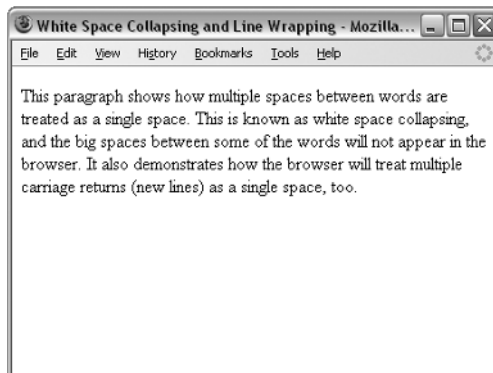 White Space Collapsing and Line Wrapping - Mozilla...
File Edit View History Bookmarks Tools Help
This paragraph shows how multiple spaces between words are
treated as a single space. This is known as white space collapsing,
and the big spaces between some of the words will not appear in the
browser. It also demonstrates how the browser will treat multiple
carriage returns (new lines) as a single space, too.